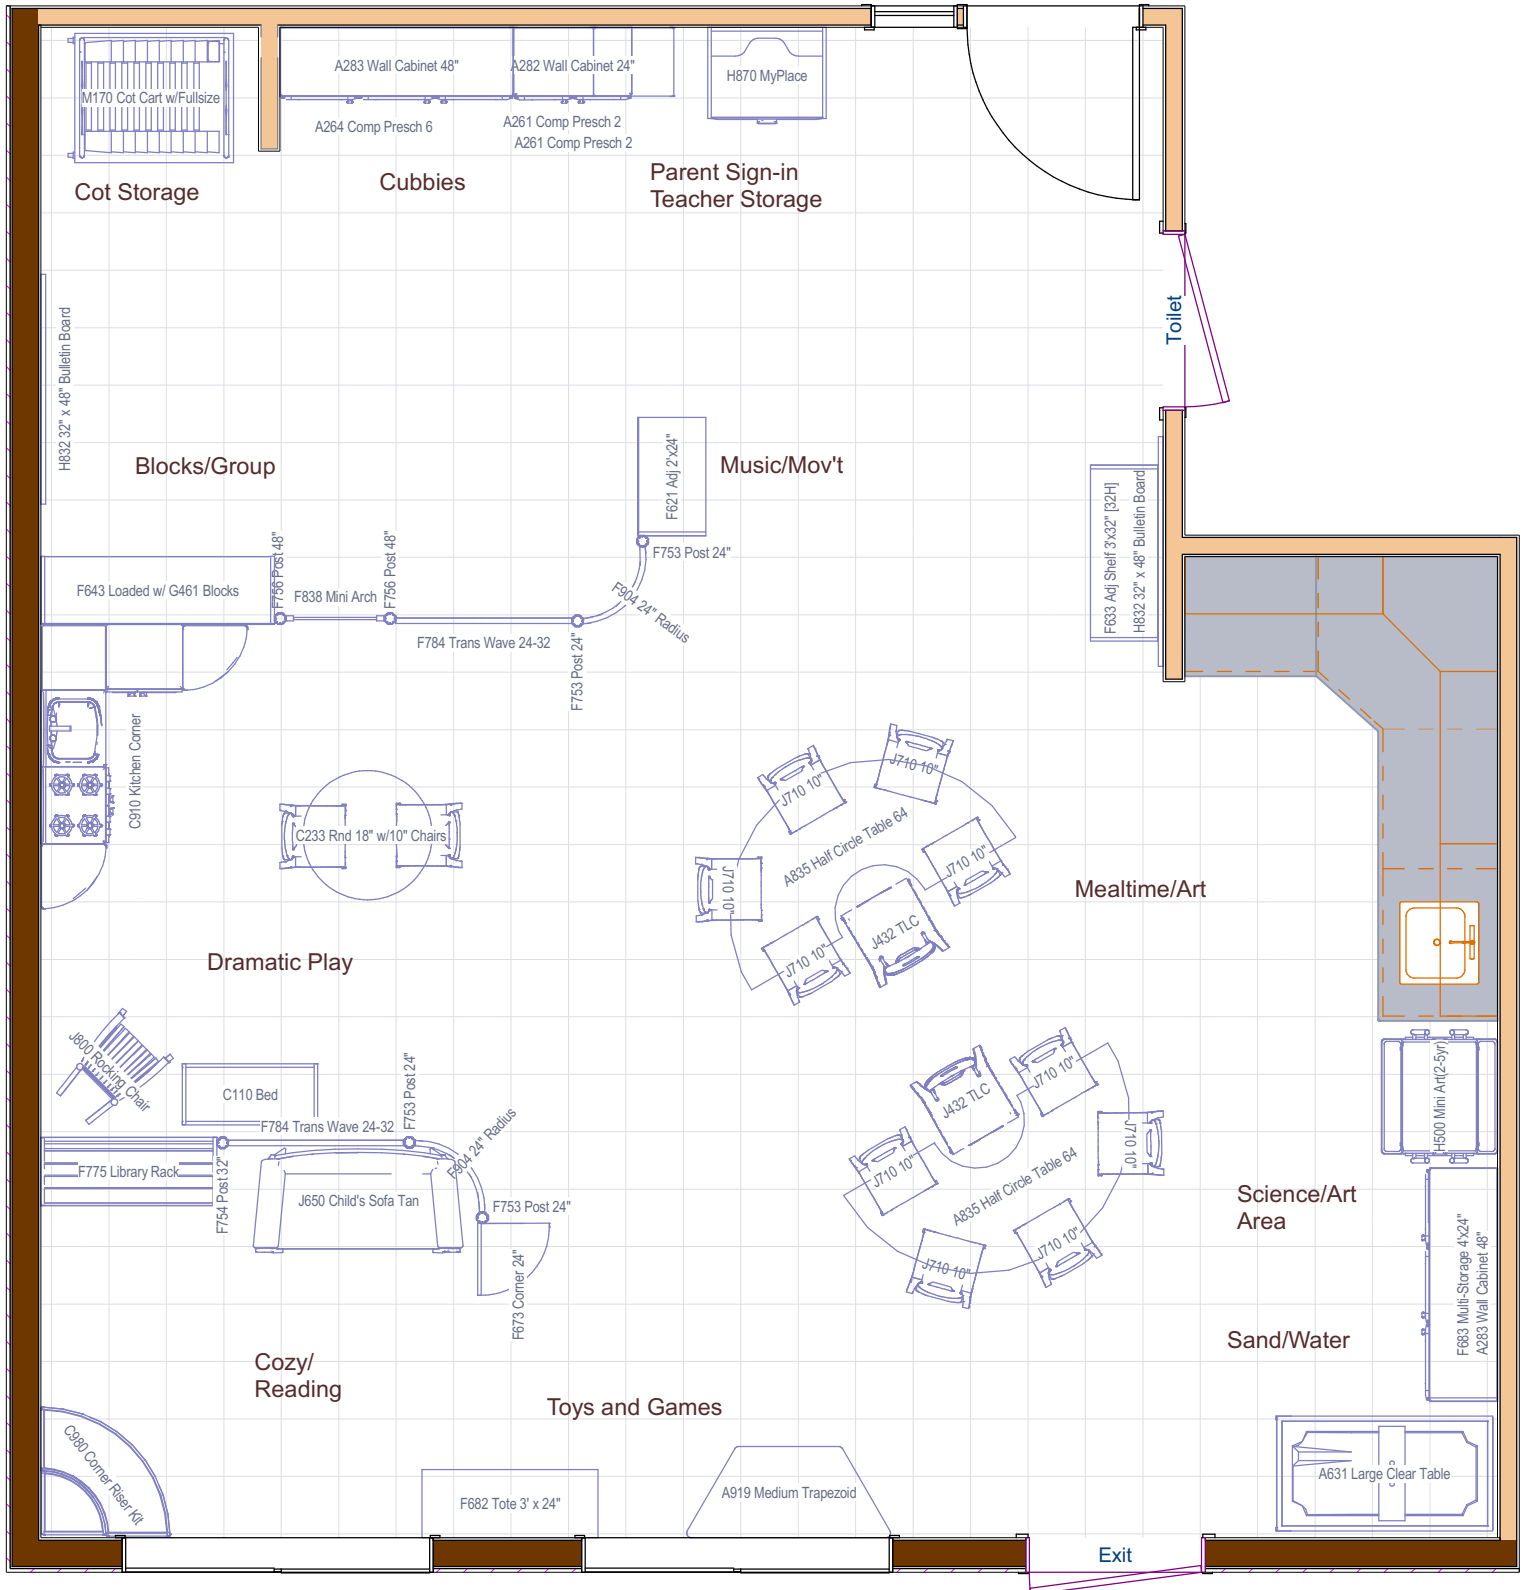 A283 Wall Cabinet 48"
A282 Wall Cabinet 24"
H870 MyPlace
M170 Cot Cart w/Fullsize
A264 Comp Presch 6
A261 Comp Presch 2
A261 Comp Presch 2
Cot Storage
Cubbies
Parent Sign-in
Teacher Storage
Toilet
H832 32" x 48" Bulletin Board
Blocks/Group
F621 Adj 2'x24"
Music/Mov't
F633 Adj Shelf 3'x32" [32H]
H832 32" x 48" Bulletin Board
F753 Post 24"
F643 Loaded w/ G461 Blocks
F756 Post 48"
F838 Mini Arch
F756 Post 48"
F904 24" Radius
F784 Trans Wave 24-32
F753 Post 24"
C910 Kitchen Corner
C233 Rnd 18" w/10" Chairs
J710 10"
J710 10"
A835 Half Circle Table 64
J710 10"
J710 10"
J710 10"
J432 TLC
Mealtime/Art
Dramatic Play
J800 Rocking Chair
C110 Bed
F753 Post 24"
F784 Trans Wave 24-32
F904 24" Radius
F775 Library Rack
F754 Post 32"
J650 Child's Sofa Tan
F753 Post 24"
F673 Corner 24"
J432 TLC
J710 10"
J710 10"
J710 10"
A835 Half Circle Table 64
J710 10"
J710 10"
H500 Mini Art(2-5yr)
Science/Art
Area
F683 Multi-Storage 4'x24"
A283 Wall Cabinet 48"
Sand/Water
Cozy/
Reading
Toys and Games
C980 Corner Riser Kit
F682 Tote 3' x 24"
A919 Medium Trapezoid
A631 Large Clear Table
Exit